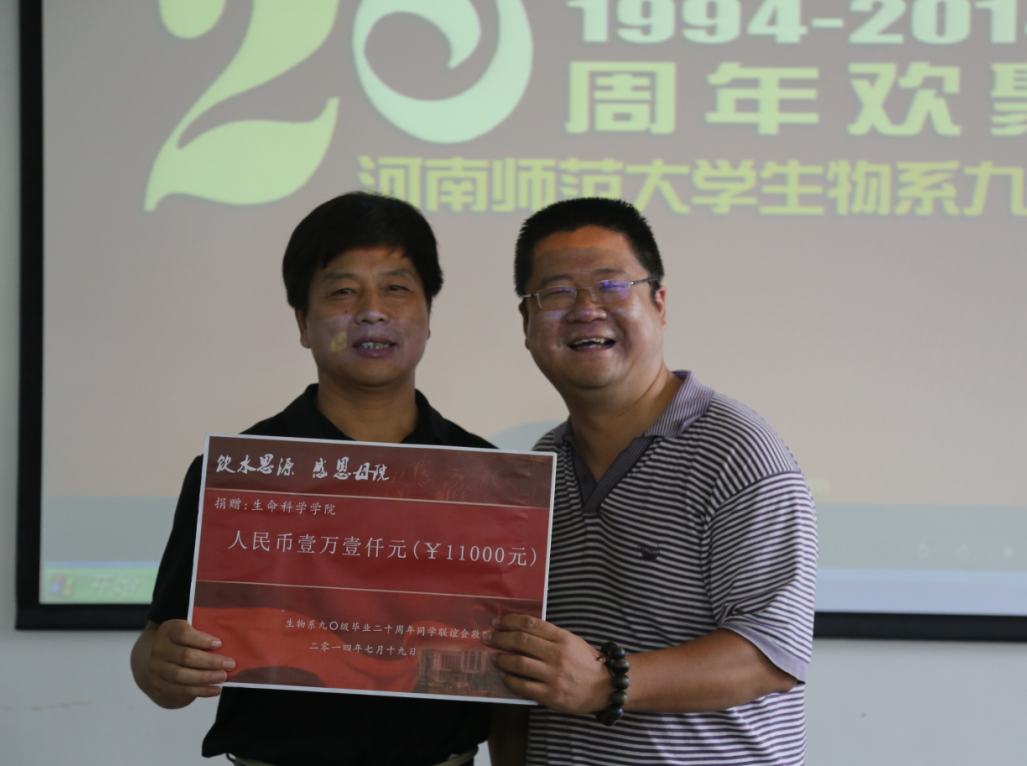 20
1994-201
周年欢聚
河南师范大学生物系九
饮水思源 感恩母院
捐赠:生命科学学院
人民币壹万壹仟元(￥11000元)
生物系九〇级毕业二十周年同学联谊会敬
二零一四年七月十九日